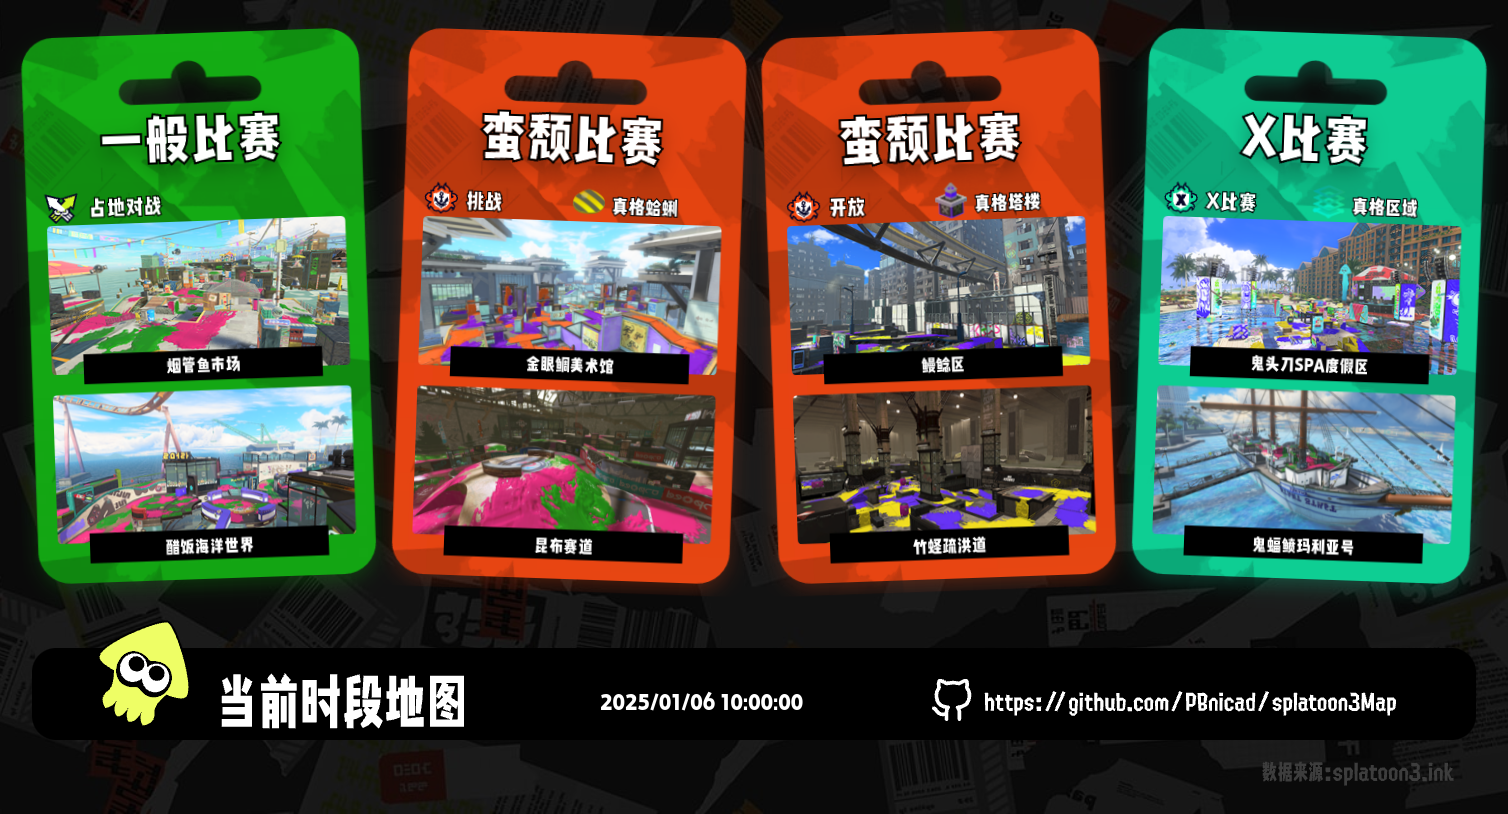 一般比赛
占地对战
烟管鱼市场
醋饭海洋世界
蛮颓比赛
挑战
真格蛤蜊
金眼鲷美术馆
昆布赛道
蛮颓比赛
开放
真格塔楼
鳗鲶区
竹蛏疏洪道
X比赛
X比赛
真格区域
鬼头刀SPA度假区
鬼蝠鲼玛利亚号
当前时段地图
2025/01/06 10:00:00
https://github.com/PBnicad/splatoon3Map
数据来源:splatoon3.ink